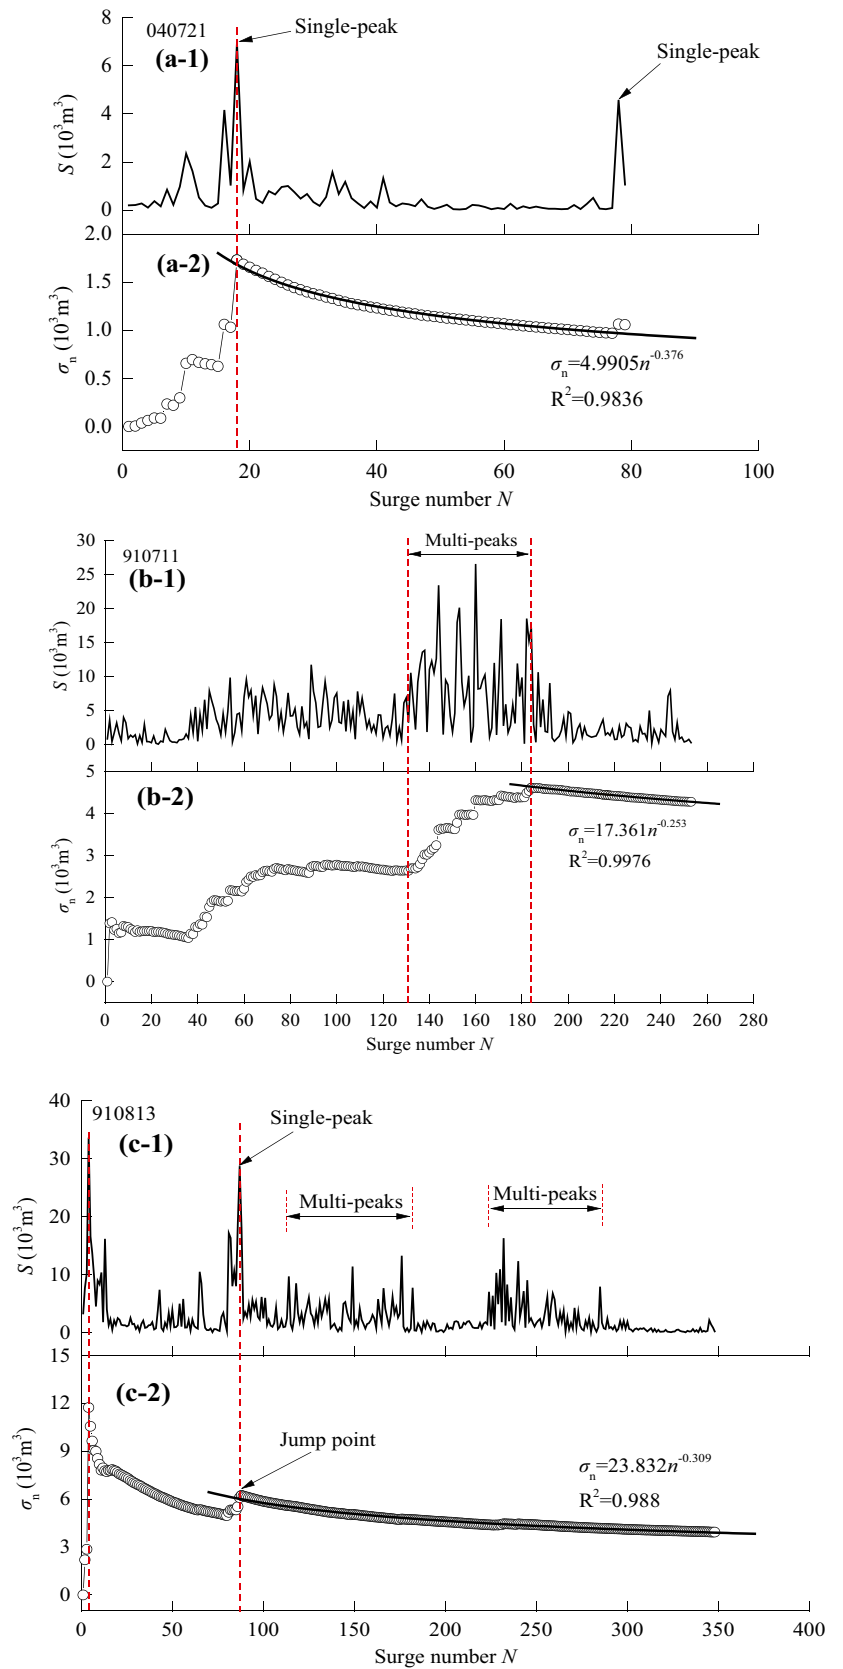 8
040721
Single-peak
(a-1)
Single-peak
6
4
2
0
S (10³m³)
2.0
(a-2)
1.5
1.0
0.5
0.0
σn (10³m³)
σn=4.9905n-0.376
R²=0.9836
0 20 40 60 80 100
Surge number N
30
910711
Multi-peaks
(b-1)
25
20
15
10
5
0
S (10³m³)
5
(b-2)
4
3
2
1
0
σn (10³m³)
σn=17.361n-0.253
R²=0.9976
0 20 40 60 80 100 120 140 160 180 200 220 240 260 280
Surge number N
40
910813
Single-peak
(c-1)
30
Multi-peaks
Multi-peaks
20
10
0
S (10³m³)
15
(c-2)
12
9
6
3
0
σn (10³m³)
Jump point
σn=23.832n-0.309
R²=0.988
0 50 100 150 200 250 300 350 400
Surge number N